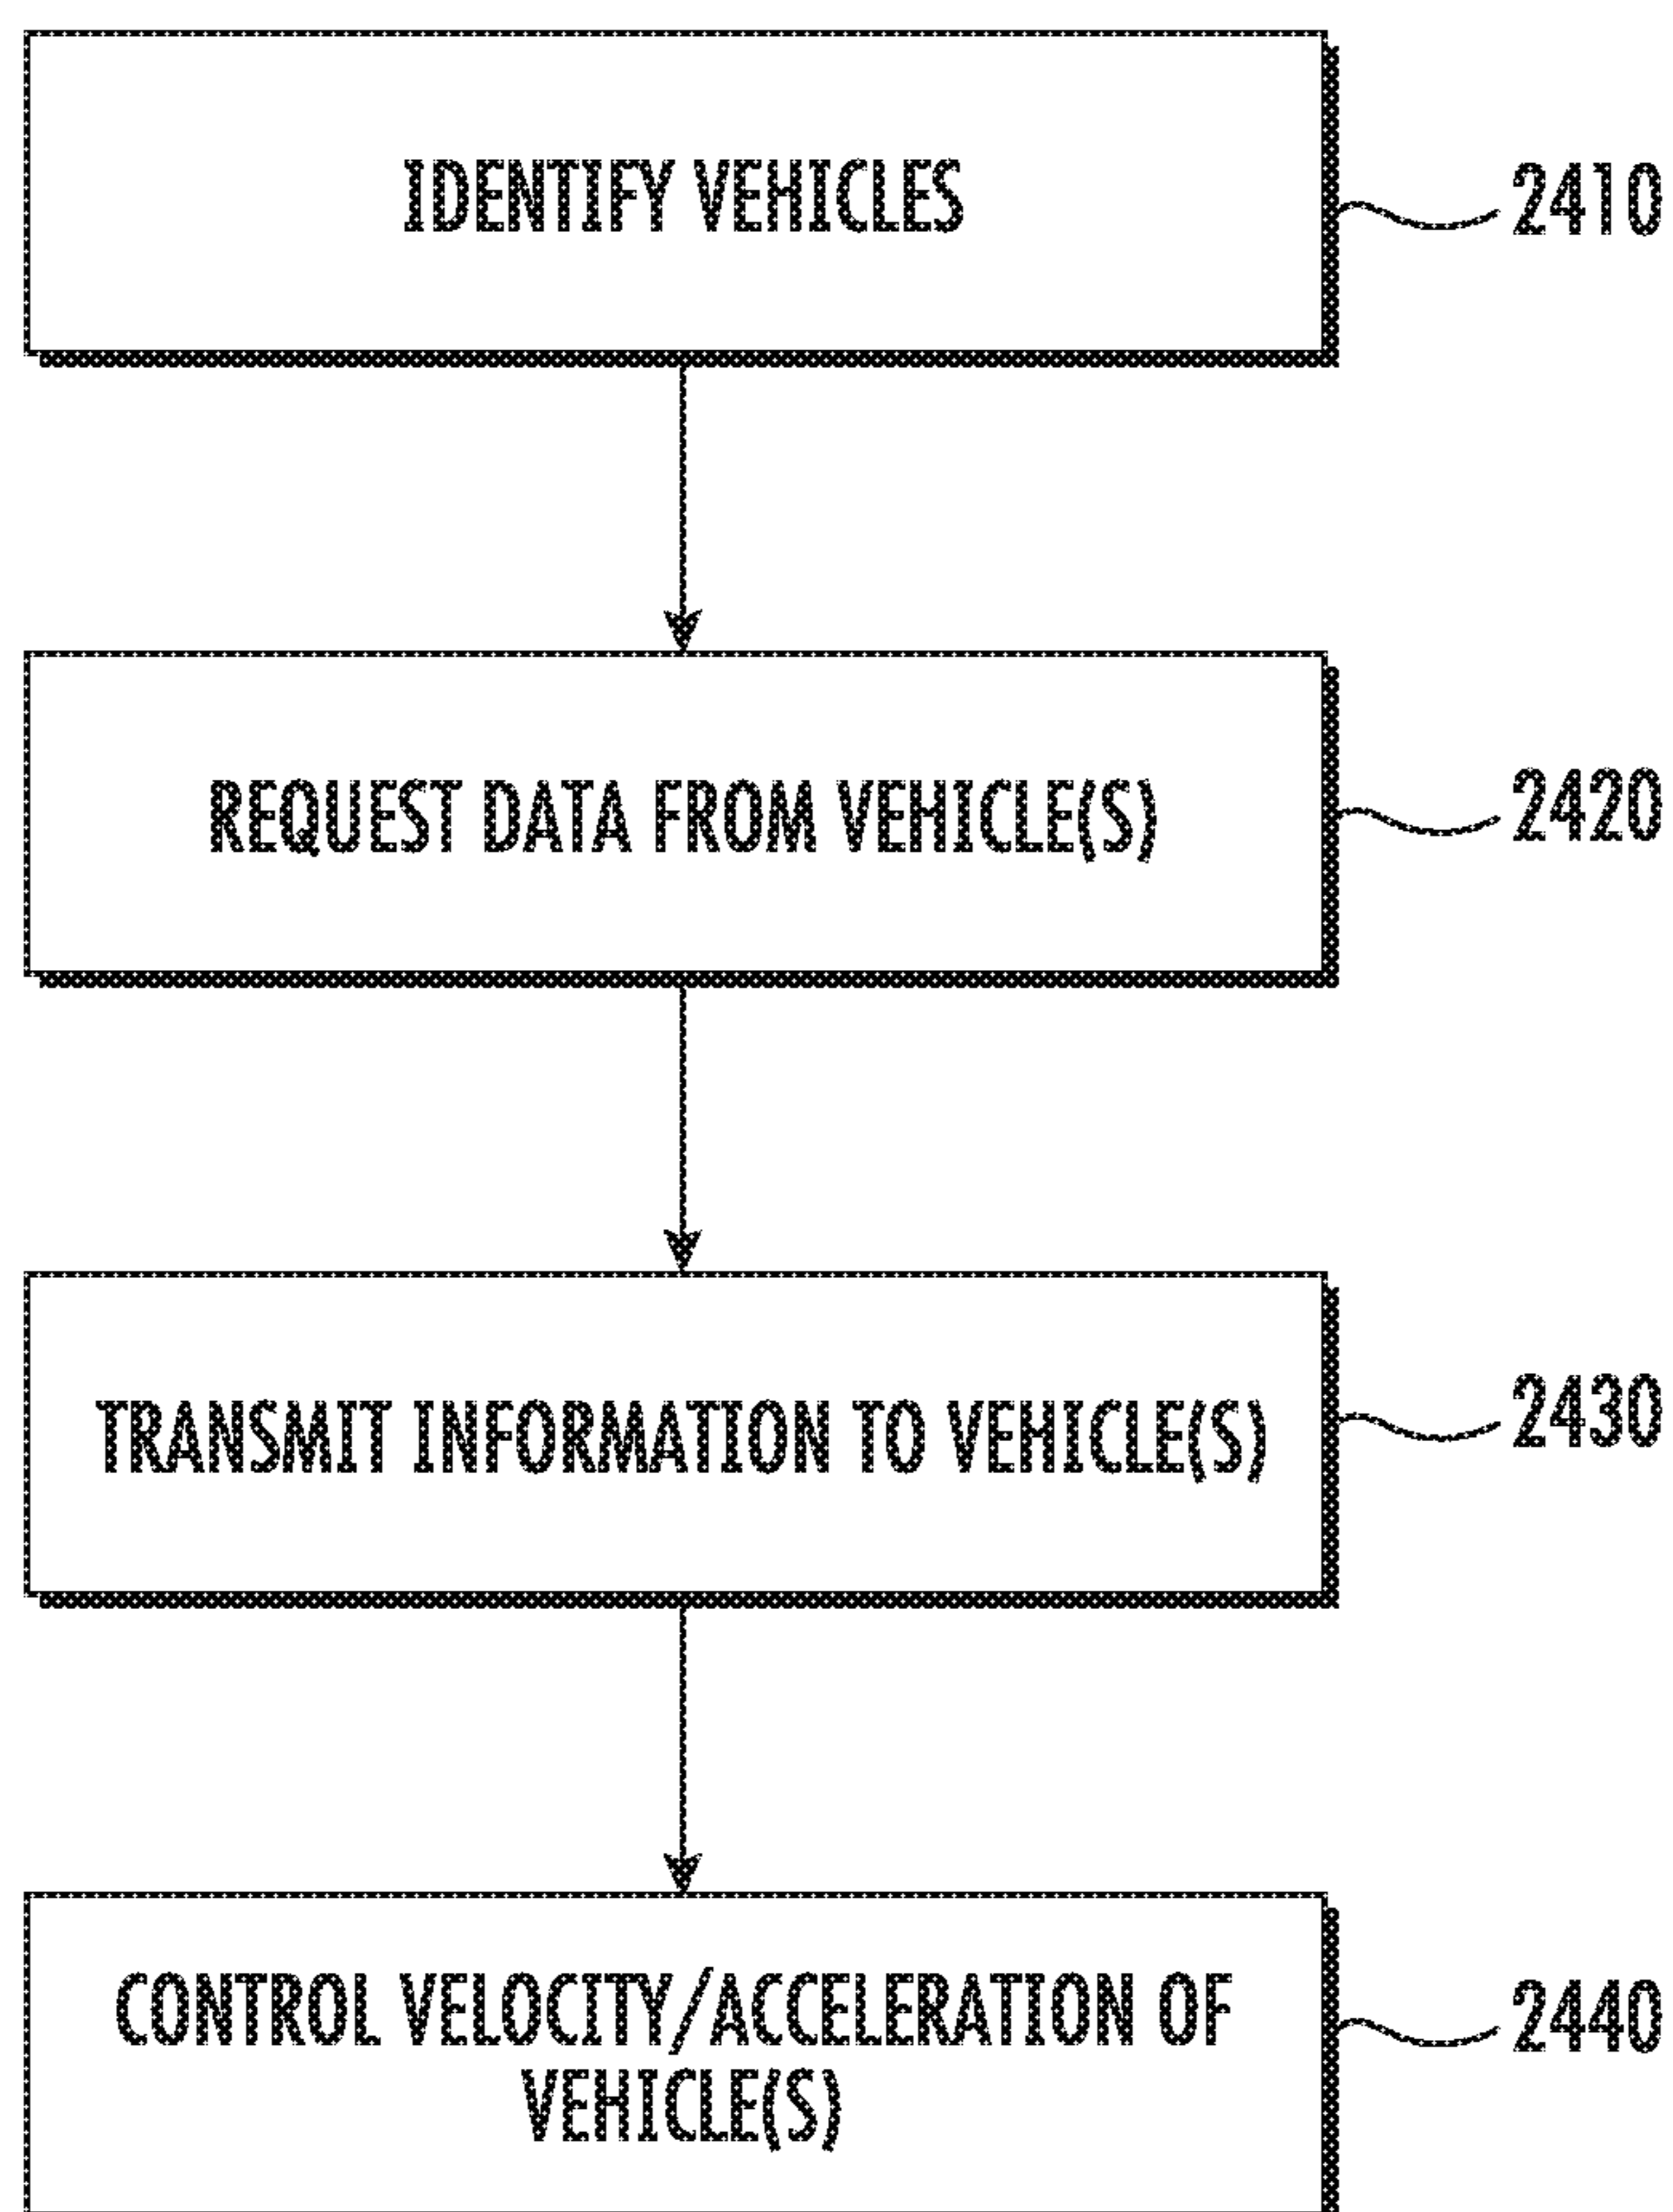 IDENTIFY VEHICLES
2410
REQUEST DATA FROM VEHICLE(S)
2420
TRANSMIT INFORMATION TO VEHICLE(S)
2430
CONTROL VELOCITY/ACCELERATION OF
VEHICLE(S)
2440